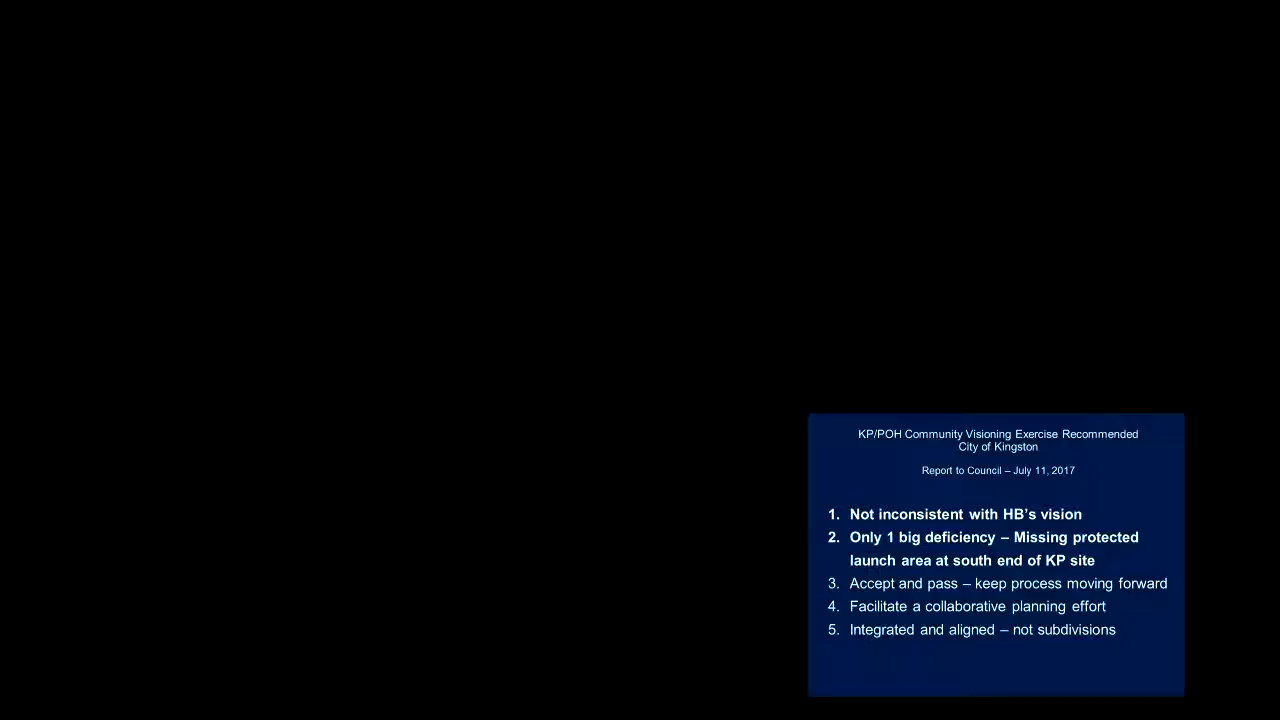 KP/POH Community Visioning Exercise Recommended
City of Kingston
Report to Council – July 11, 2017
1. Not inconsistent with HB’s vision
2. Only 1 big deficiency – Missing protected
launch area at south end of KP site
3. Accept and pass – keep process moving forward
4. Facilitate a collaborative planning effort
5. Integrated and aligned – not subdivisions